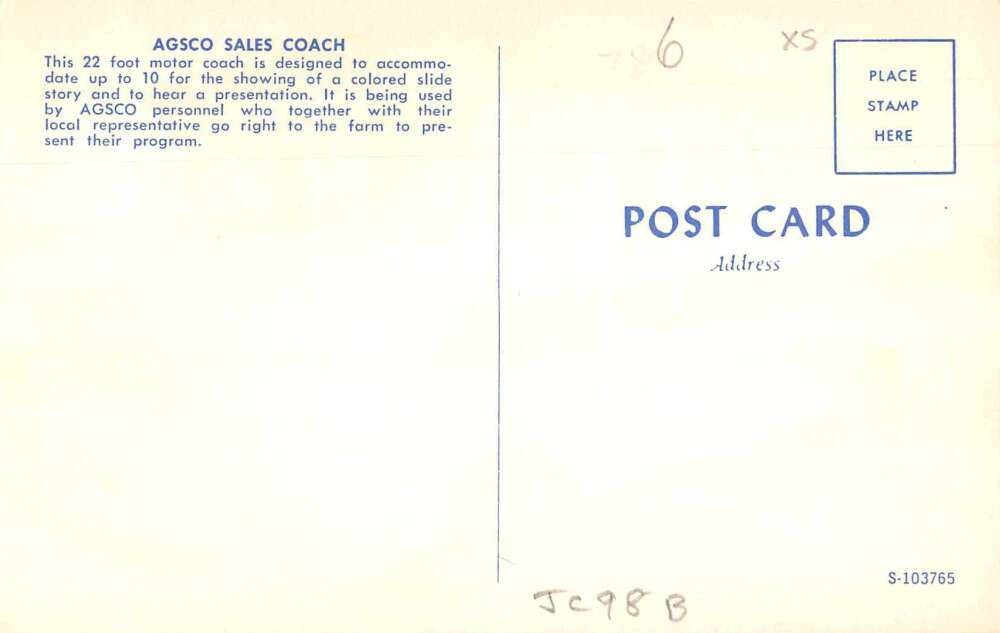 AGSCO SALES COACH
This 22 foot motor coach is designed to accommo-
date up to 10 for the showing of a colored slide
story and to hear a presentation. It is being used
by AGSCO personnel who together with their
local representative go right to the farm to pre-
sent their program.
6
XS
PLACE
STAMP
HERE
POST CARD
Address
S-103765
JC98 B